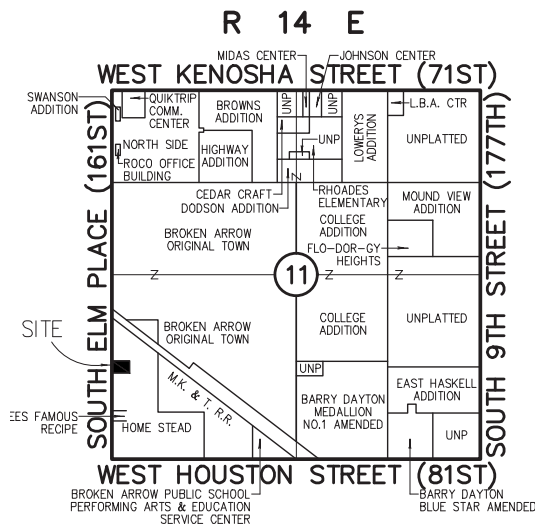 R 14 E
MIDAS CENTER
JOHNSON CENTER
WEST KENOSHA STREET (71ST)
SWANSON
ADDITION
QUIKTRIP
COMM.
CENTER
BROWNS
ADDITION
UNP
UNP
LOWERYS
ADDITION
L.B.A. CTR
UNPLATTED
NORTH SIDE
ROCO OFFICE
BUILDING
HIGHWAY
ADDITION
UNP
CEDAR CRAFT
DODSON ADDITION
RHOADES
ELEMENTARY
N
MOUND VIEW
ADDITION
BROKEN ARROW
ORIGINAL TOWN
COLLEGE
ADDITION
FLO-DOR-GY
HEIGHTS
SOUTH ELM PLACE (161ST)
SOUTH 9TH STREET (177TH)
11
Z
Z
Z
SITE
BROKEN ARROW
ORIGINAL TOWN
COLLEGE
ADDITION
UNPLATTED
M.K. & T. R.R.
UNP
BARRY DAYTON
MEDALLION
NO.1 AMENDED
EAST HASKELL
ADDITION
EES FAMOUS
RECIPE
HOME STEAD
UNP
WEST HOUSTON STREET (81ST)
BROKEN ARROW PUBLIC SCHOOL
PERFORMING ARTS & EDUCATION
SERVICE CENTER
BARRY DAYTON
BLUE STAR AMENDED